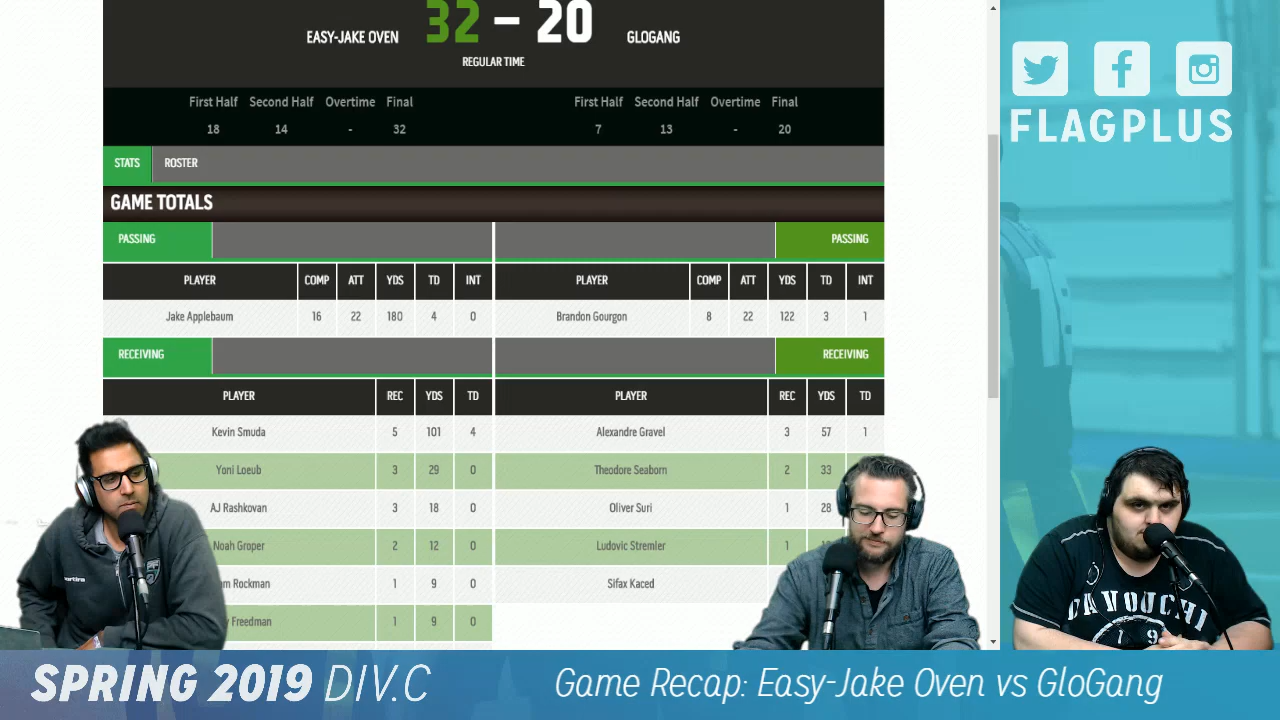 EASY-JAKE OVEN 32 – 20 GLOGANG
REGULAR TIME
First Half Second Half Overtime Final First Half Second Half Overtime Final
18 14 - 32 7 13 - 20
STATS ROSTER
GAME TOTALS
PASSING PASSING
PLAYER COMP ATT YDS TD INT PLAYER COMP ATT YDS TD INT
Jake Applebaum 16 22 180 4 0 Brandon Gourgon 8 22 122 3 1
RECEIVING RECEIVING
PLAYER REC YDS TD PLAYER REC YDS TD
Kevin Smuda 5 101 4 Alexandre Gravel 3 57 1
Yoni Loeub 3 29 0 Theodore Seaborn 2 33
AJ Rashkovan 3 18 0 Oliver Suri 1 28
Noah Groper 2 12 0 Ludovic Stremler 1
Rockman 1 9 0 Sifax Kaced
Freedman 1 9 0
FLAGPLUS
SPRING 2019 DIV.C
Game Recap: Easy-Jake Oven vs GloGang